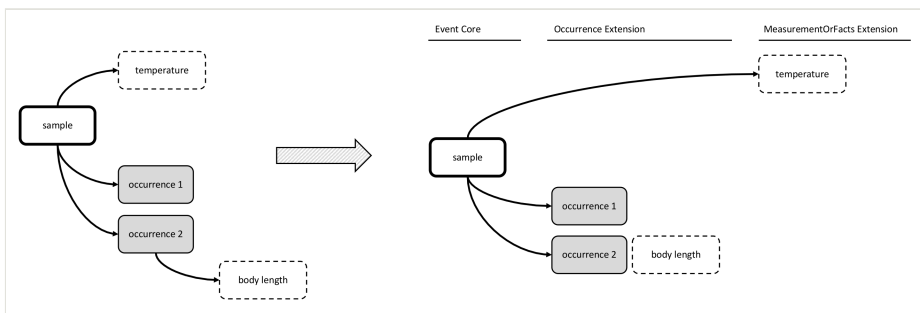 Event Core
Occurrence Extension
MeasurementOrFacts Extension
temperature
sample
occurrence 1
occurrence 2
body length
temperature
sample
occurrence 1
occurrence 2
body length